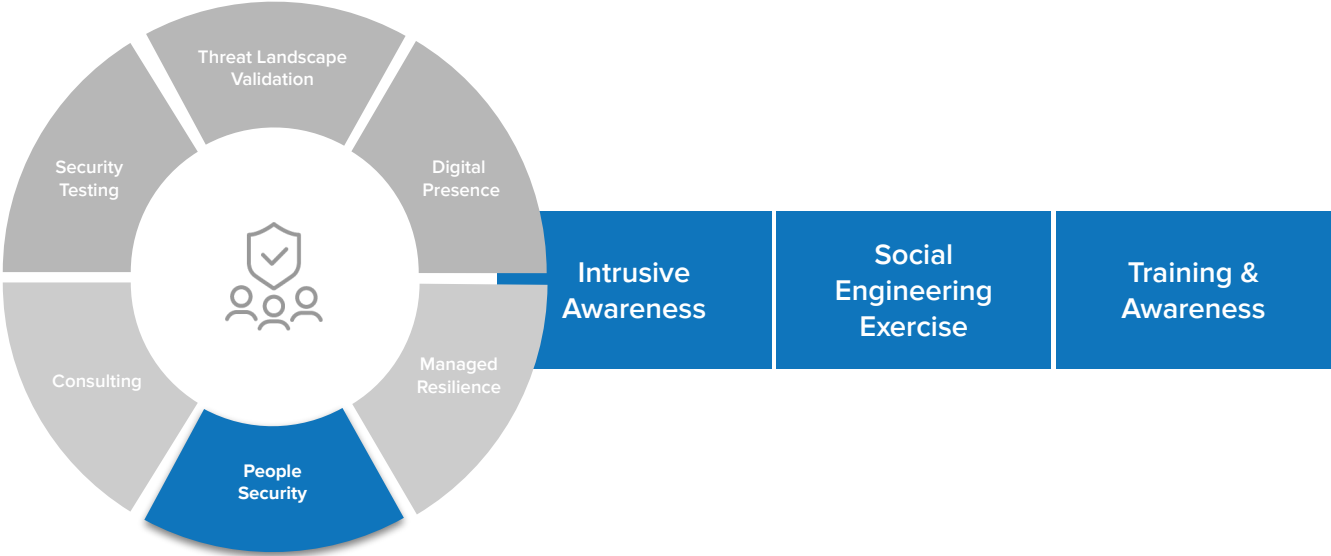 Threat Landscape
Validation
Security
Testing
Digital
Presence
Consulting
Managed
Resilience
People
Security
Intrusive
Awareness
Social
Engineering
Exercise
Training &
Awareness